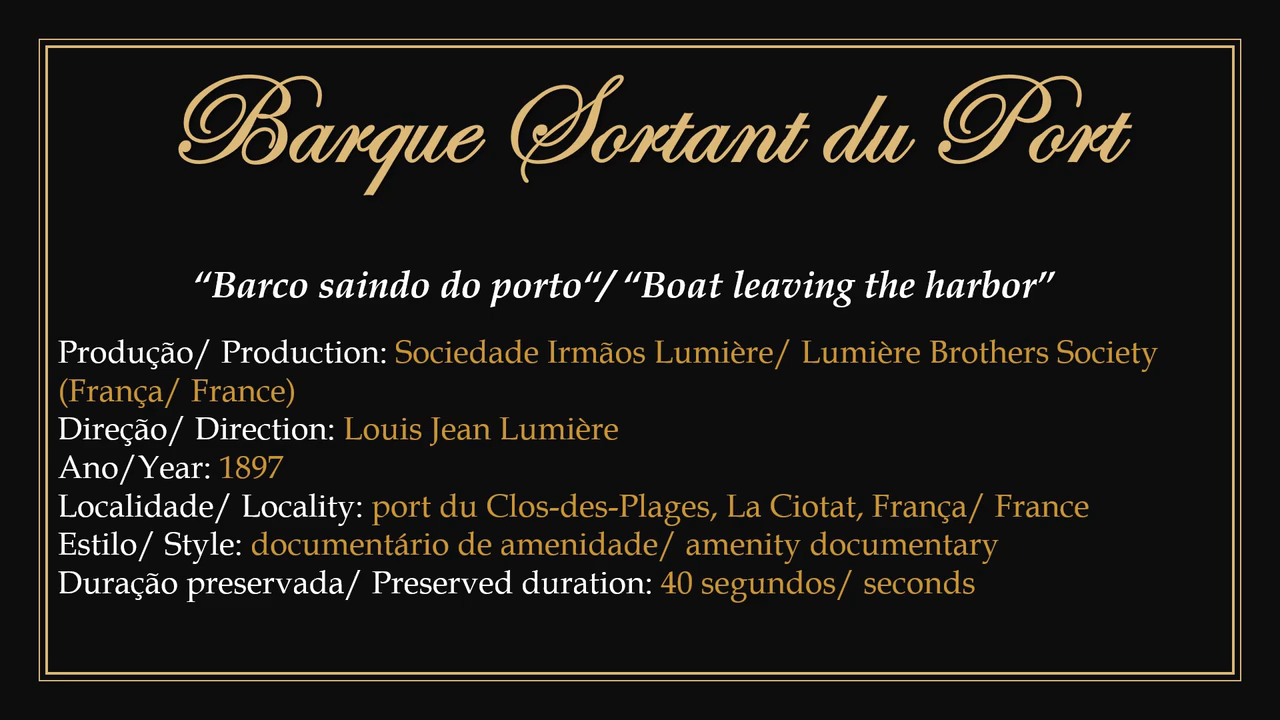 Barque Sortant du Port
“Barco saindo do porto“/ “Boat leaving the harbor”
Produção/ Production: Sociedade Irmãos Lumière/ Lumière Brothers Society
(França/ France)
Direção/ Direction: Louis Jean Lumière
Ano/Year: 1897
Localidade/ Locality: port du Clos-des-Plages, La Ciotat, França/ France
Estilo/ Style: documentário de amenidade/ amenity documentary
Duração preservada/ Preserved duration: 40 segundos/ seconds